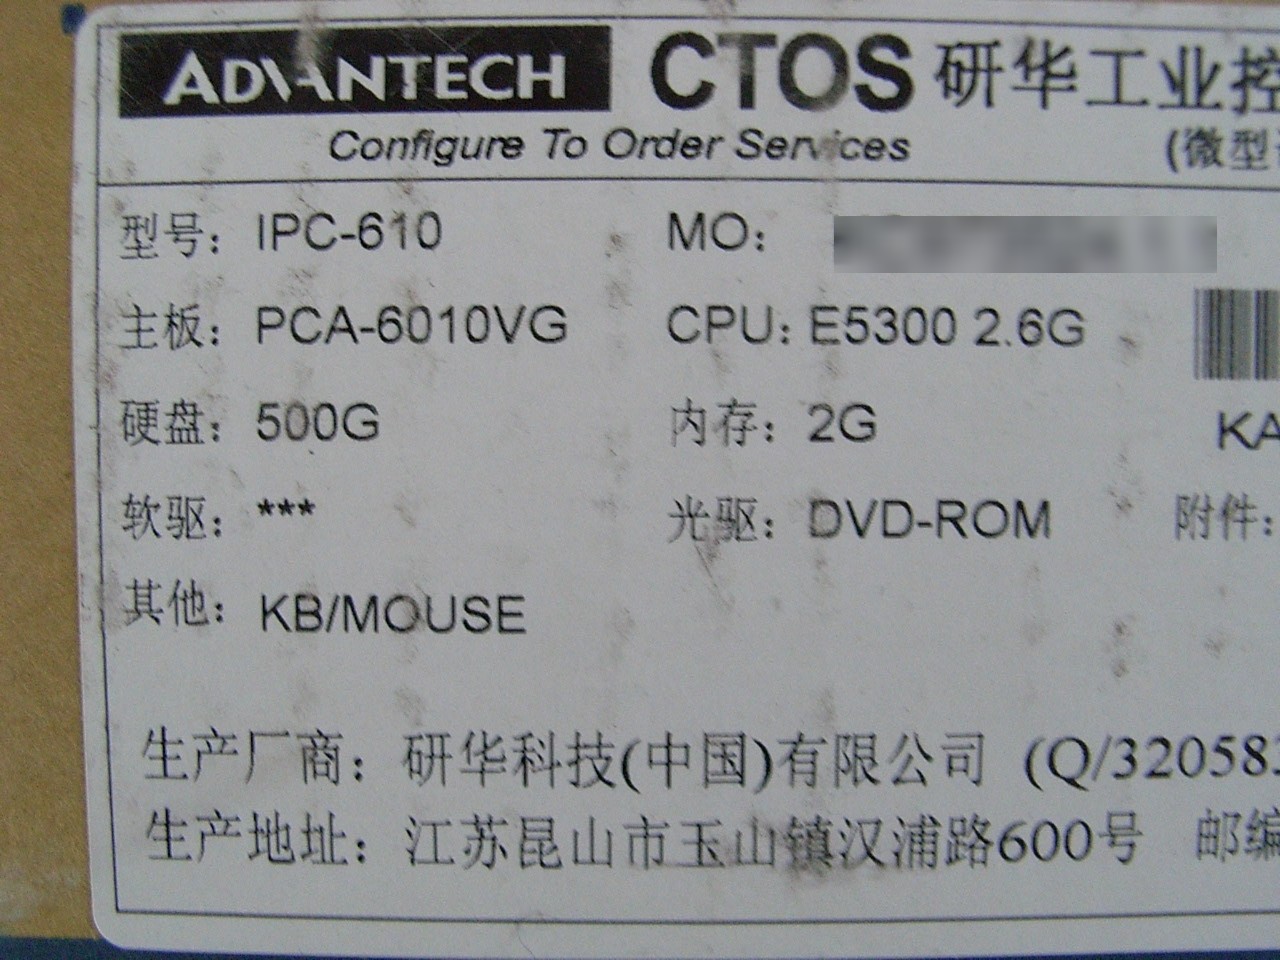 ADVANTECH CTOS 研华工业控
Configure To Order Services (微型
型号: IPC-610 MO:
主板: PCA-6010VG CPU: E5300 2.6G
硬盘: 500G 内存: 2G KA
软驱: *** 光驱: DVD-ROM 附件:
其他: KB/MOUSE
生产厂商: 研华科技(中国)有限公司 (Q/32058
生产地址: 江苏昆山市玉山镇汉浦路600号 邮编